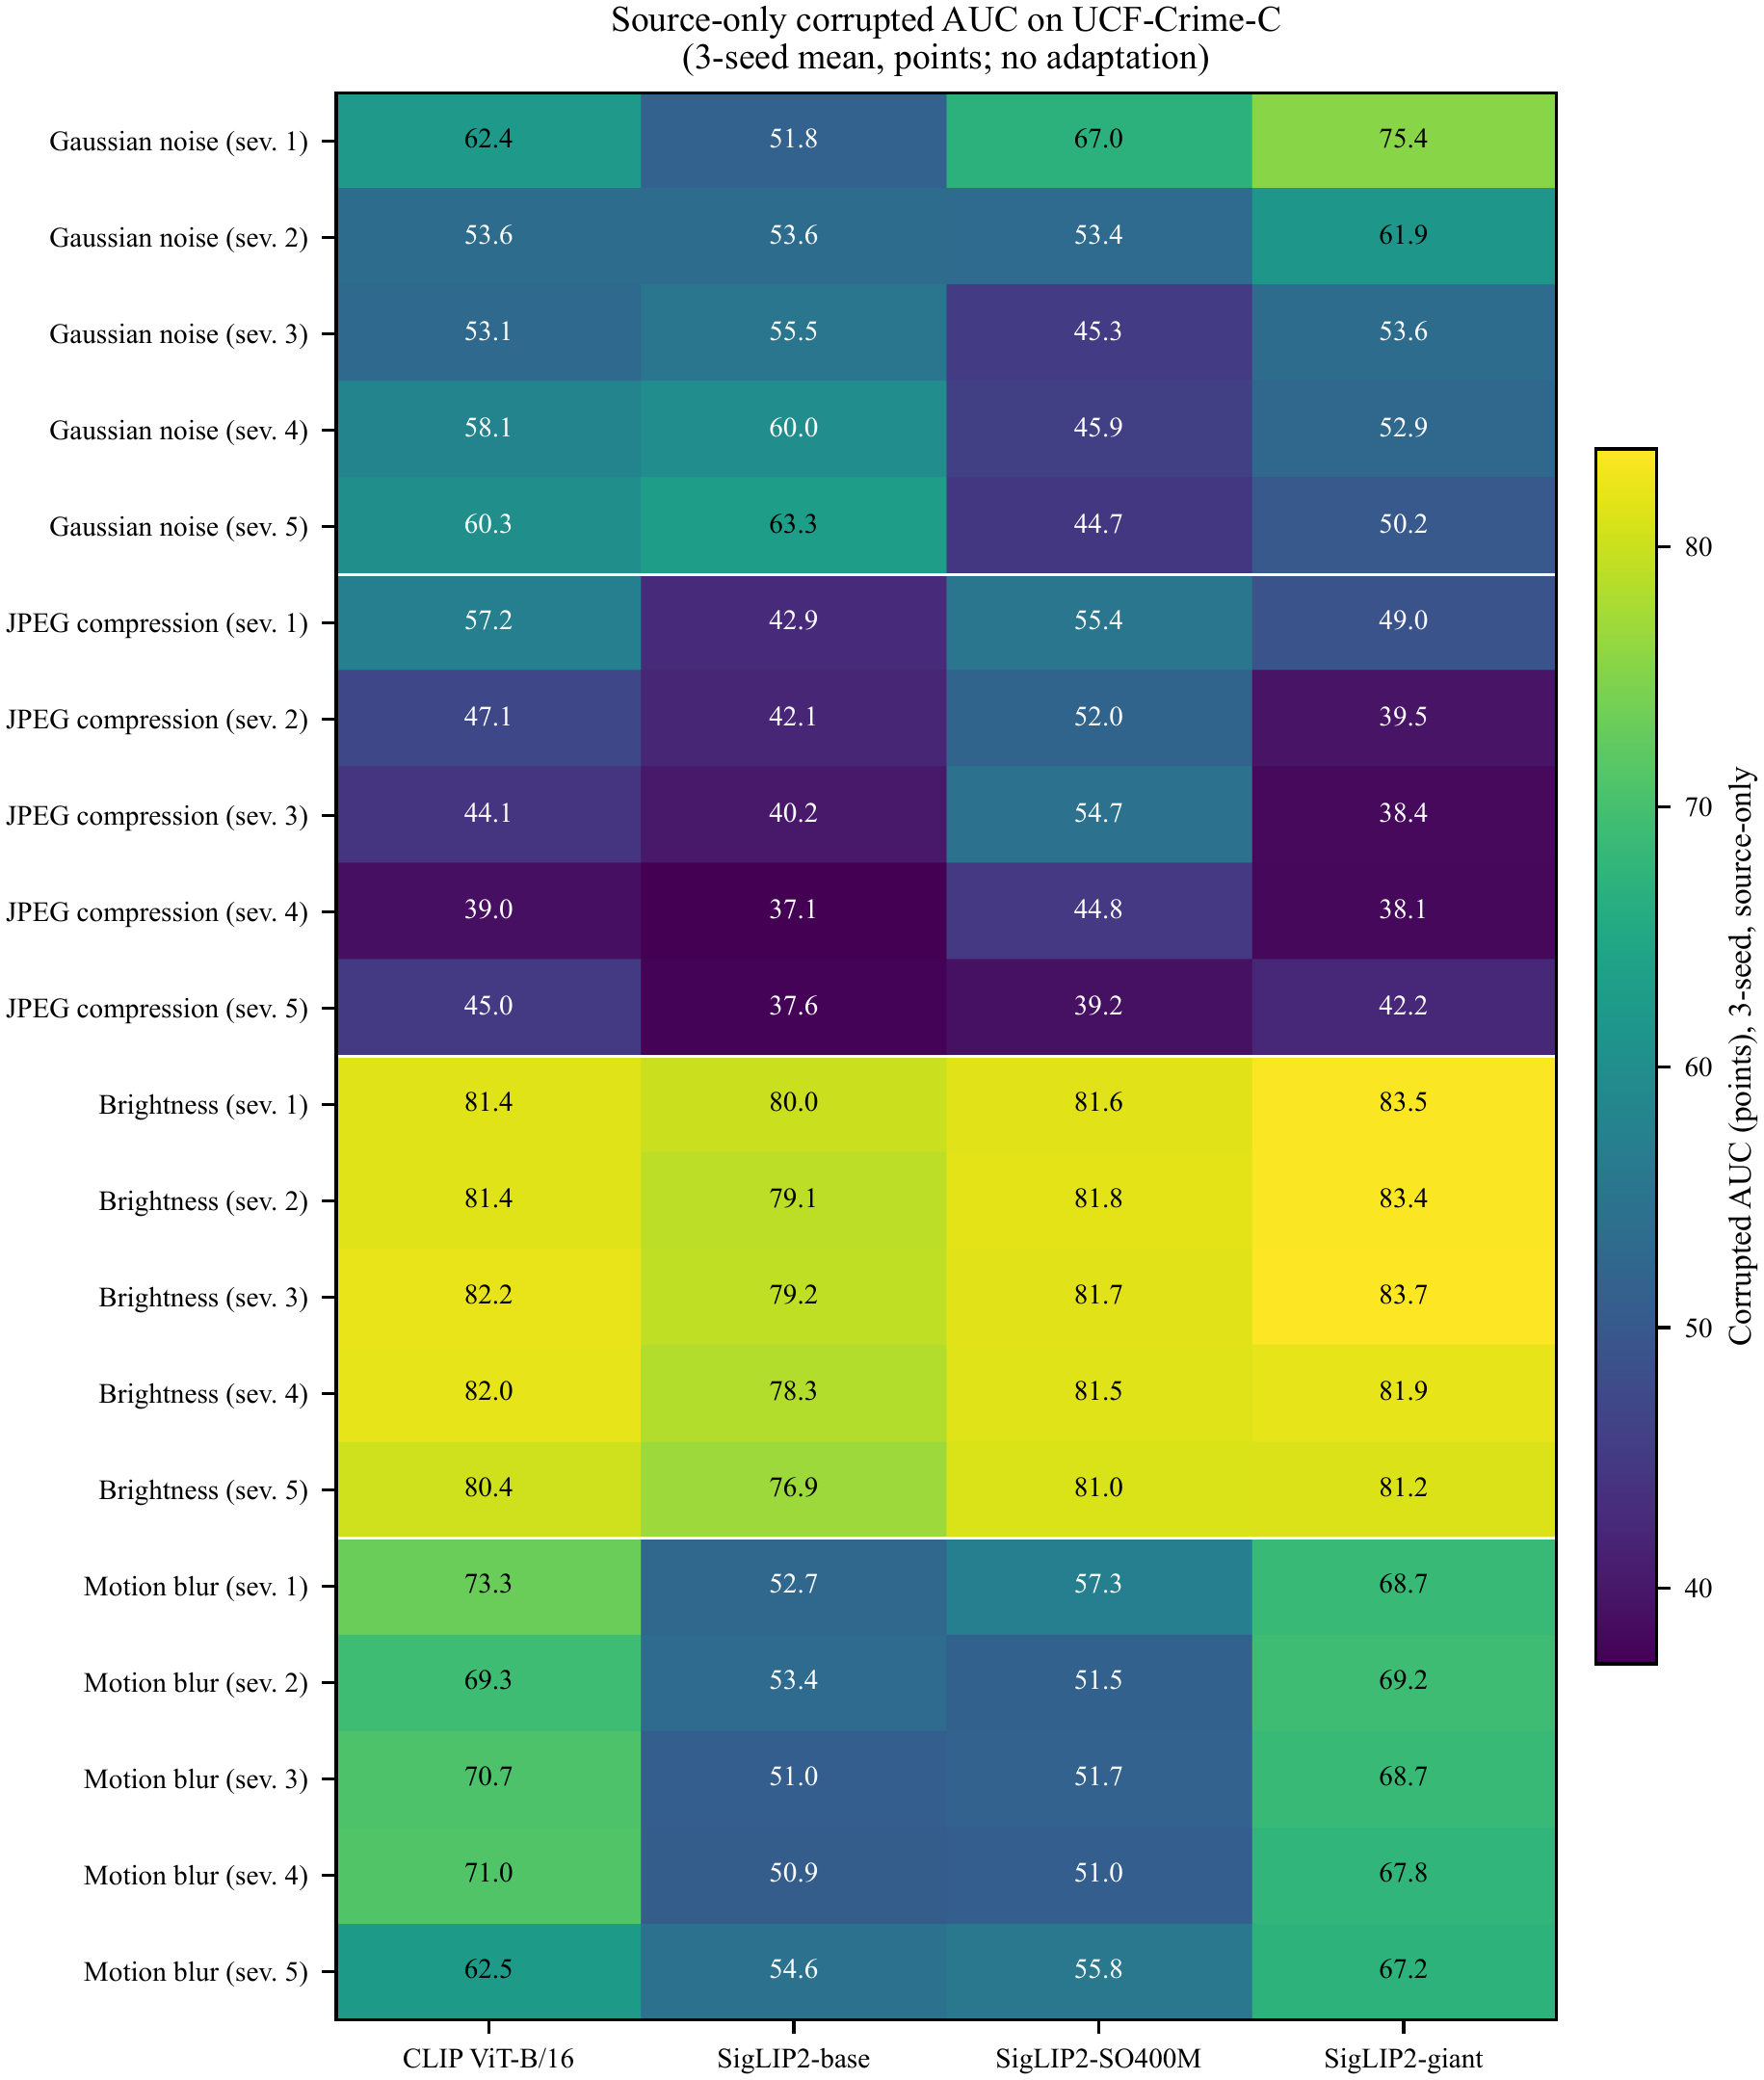 Source-only corrupted AUC on UCF-Crime-C
(3-seed mean, points; no adaptation)
Gaussian noise (sev. 1) 62.4 51.8 67.0 75.4
Gaussian noise (sev. 2) 53.6 53.6 53.4 61.9
Gaussian noise (sev. 3) 53.1 55.5 45.3 53.6
Gaussian noise (sev. 4) 58.1 60.0 45.9 52.9
Gaussian noise (sev. 5) 60.3 63.3 44.7 50.2
JPEG compression (sev. 1) 57.2 42.9 55.4 49.0
JPEG compression (sev. 2) 47.1 42.1 52.0 39.5
JPEG compression (sev. 3) 44.1 40.2 54.7 38.4
JPEG compression (sev. 4) 39.0 37.1 44.8 38.1
JPEG compression (sev. 5) 45.0 37.6 39.2 42.2
Brightness (sev. 1) 81.4 80.0 81.6 83.5
Brightness (sev. 2) 81.4 79.1 81.8 83.4
Brightness (sev. 3) 82.2 79.2 81.7 83.7
Brightness (sev. 4) 82.0 78.3 81.5 81.9
Brightness (sev. 5) 80.4 76.9 81.0 81.2
Motion blur (sev. 1) 73.3 52.7 57.3 68.7
Motion blur (sev. 2) 69.3 53.4 51.5 69.2
Motion blur (sev. 3) 70.7 51.0 51.7 68.7
Motion blur (sev. 4) 71.0 50.9 51.0 67.8
Motion blur (sev. 5) 62.5 54.6 55.8 67.2
CLIP ViT-B/16 SigLIP2-base SigLIP2-SO400M SigLIP2-giant
80
70
60
50
40
Corrupted AUC (points), 3-seed, source-only